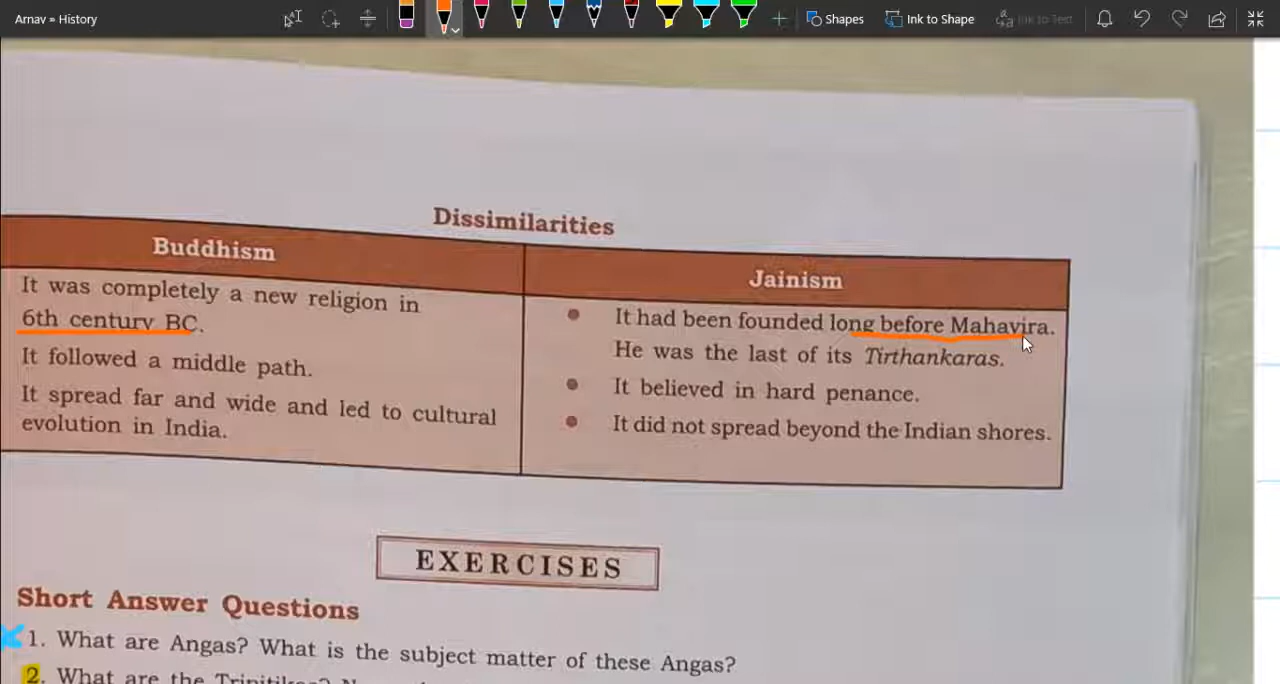 Arnav » History
Shapes
Ink to Shape
Ink to Text
Dissimilarities
Buddhism
It was completely a new religion in
6th century BC.
It followed a middle path.
It spread far and wide and led to cultural
evolution in India.
Jainism
It had been founded long before Mahavira.
He was the last of its Tirthankaras.
It believed in hard penance.
It did not spread beyond the Indian shores.
EXERCISES
Short Answer Questions
1. What are Angas? What is the subject matter of these Angas?
2. What are the